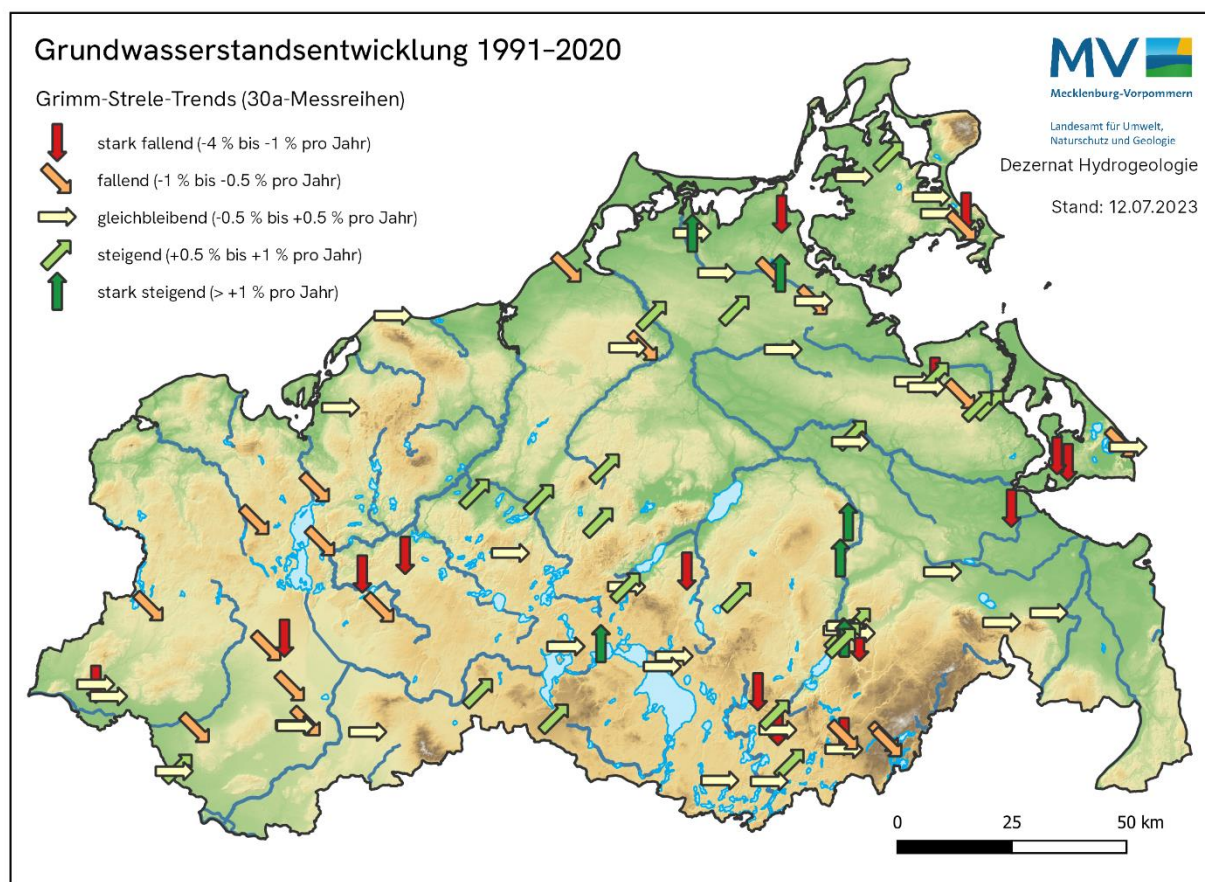 Grundwasserstandsentwicklung 1991–2020
Grimm-Strele-Trends (30a-Messreihen)
stark fallend (-4 % bis -1 % pro Jahr)
fallend (-1 % bis -0.5 % pro Jahr)
gleichbleibend (-0.5 % bis +0.5 % pro Jahr)
steigend (+0.5 % bis +1 % pro Jahr)
stark steigend (> +1 % pro Jahr)
MV
Mecklenburg-Vorpommern
Landesamt für Umwelt,
Naturschutz und Geologie
Dezernat Hydrogeologie
Stand: 12.07.2023
0 25 50 km